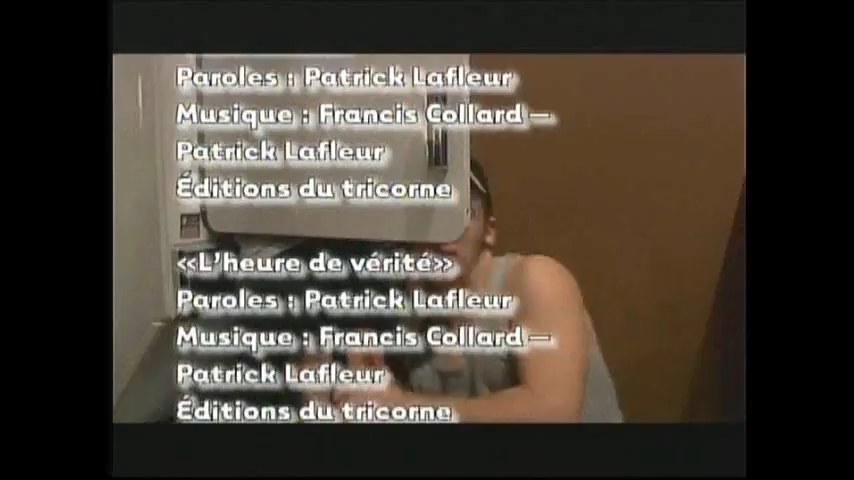 Paroles : Patrick Lafleur
Musique : Francis Collard –
Patrick Lafleur
Éditions du tricorne
«L'heure de vérité»
Paroles : Patrick Lafleur
Musique : Francis Collard –
Patrick Lafleur
Éditions du tricorne